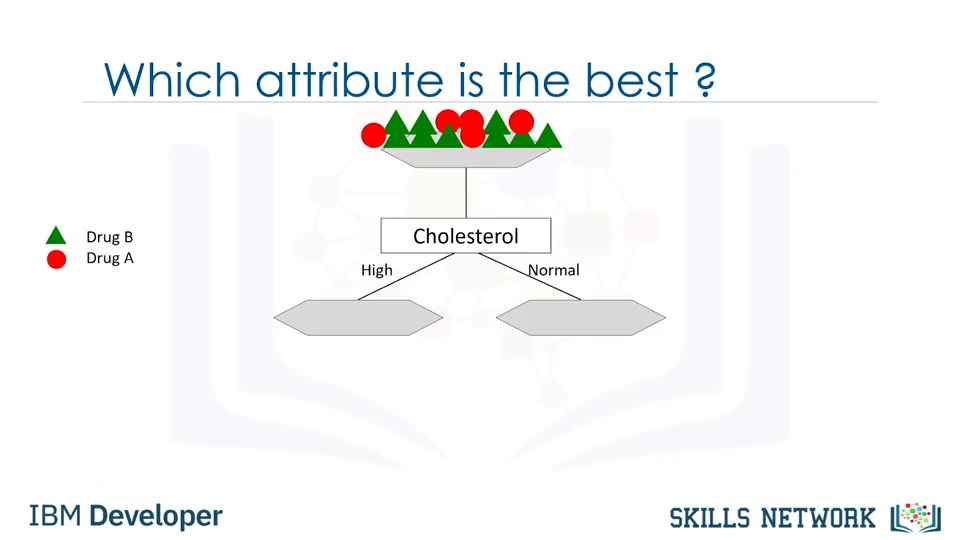 Which attribute is the best ?
Cholesterol
High
Normal
Drug B
Drug A
IBM Developer
SKILLS NETWORK